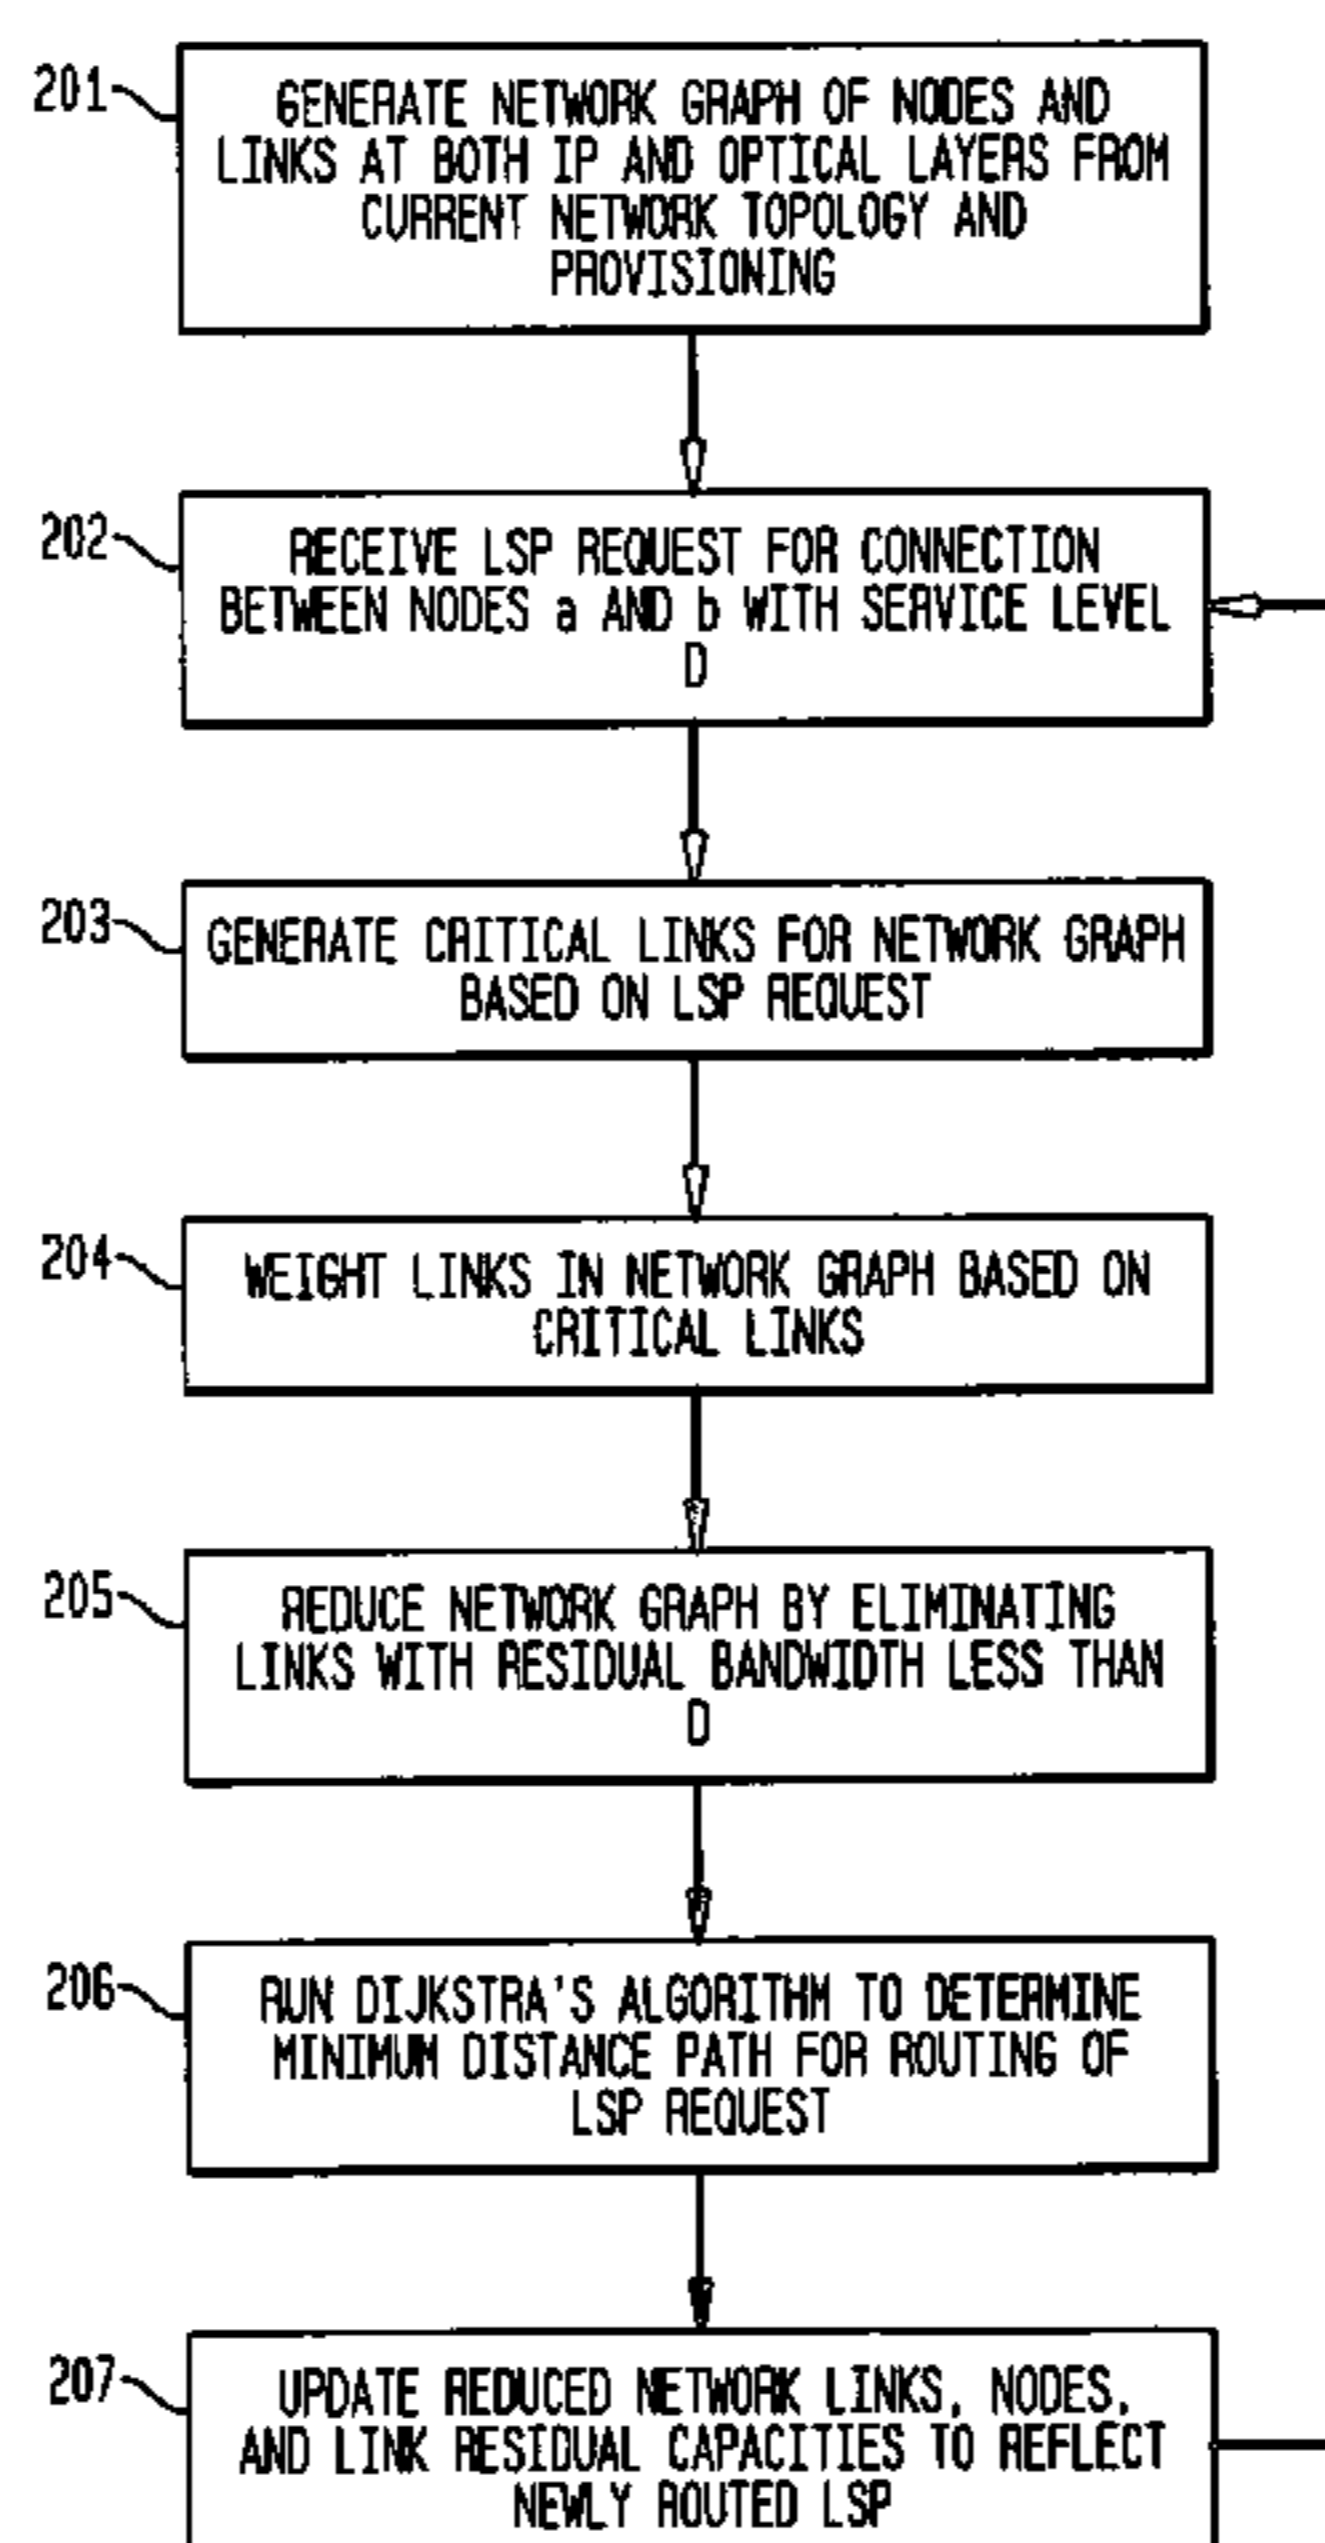 201
GENERATE NETWORK GRAPH OF NODES AND
LINKS AT BOTH IP AND OPTICAL LAYERS FROM
CURRENT NETWORK TOPOLOGY AND
PROVISIONING
202
RECEIVE LSP REQUEST FOR CONNECTION
BETWEEN NODES a AND b WITH SERVICE LEVEL
D
203
GENERATE CRITICAL LINKS FOR NETWORK GRAPH
BASED ON LSP REQUEST
204
WEIGHT LINKS IN NETWORK GRAPH BASED ON
CRITICAL LINKS
205
REDUCE NETWORK GRAPH BY ELIMINATING
LINKS WITH RESIDUAL BANDWIDTH LESS THAN
D
206
RUN DIJKSTRA'S ALGORITHM TO DETERMINE
MINIMUM DISTANCE PATH FOR ROUTING OF
LSP REQUEST
207
UPDATE REDUCED NETWORK LINKS, NODES,
AND LINK RESIDUAL CAPACITIES TO REFLECT
NEWLY ROUTED LSP